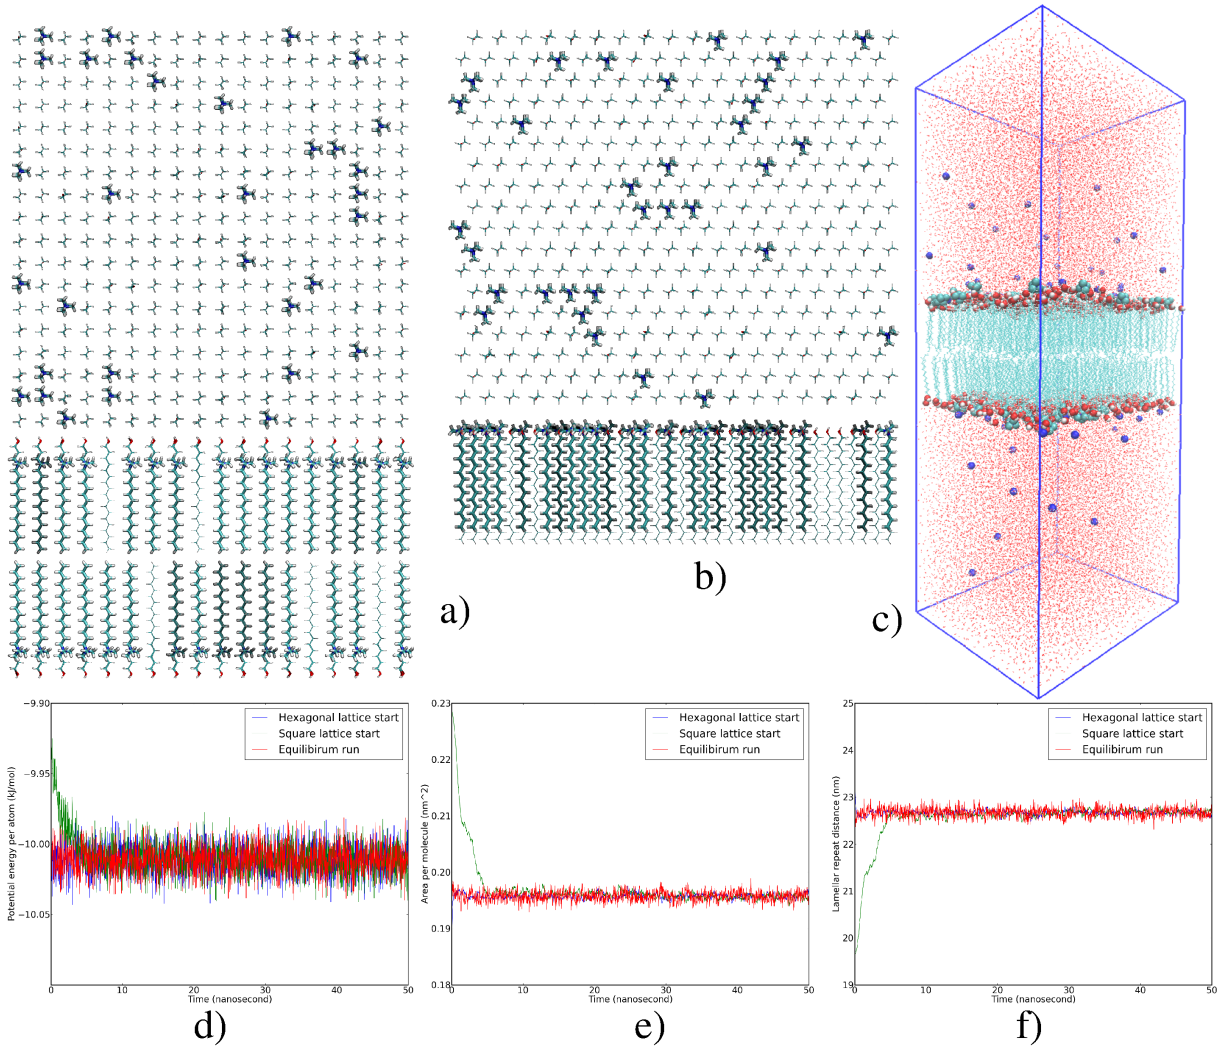 a)
b)
c)
−9.90
−9.95
−10.00
−10.05
0
10
20
30
40
50
Potential energy per atom (kJ/mol)
Time (nanosecond)
Hexagonal lattice start
Square lattice start
Equilibirum run
d)
0.23
0.22
0.21
0.20
0.19
0.18
0
10
20
30
40
50
Area per molecule (nm^2)
Time (nanosecond)
Hexagonal lattice start
Square lattice start
Equilibirum run
e)
25
24
23
22
21
20
19
0
10
20
30
40
50
Lamellar repeat distance (nm)
Time (nanosecond)
Hexagonal lattice start
Square lattice start
Equilibirum run
f)